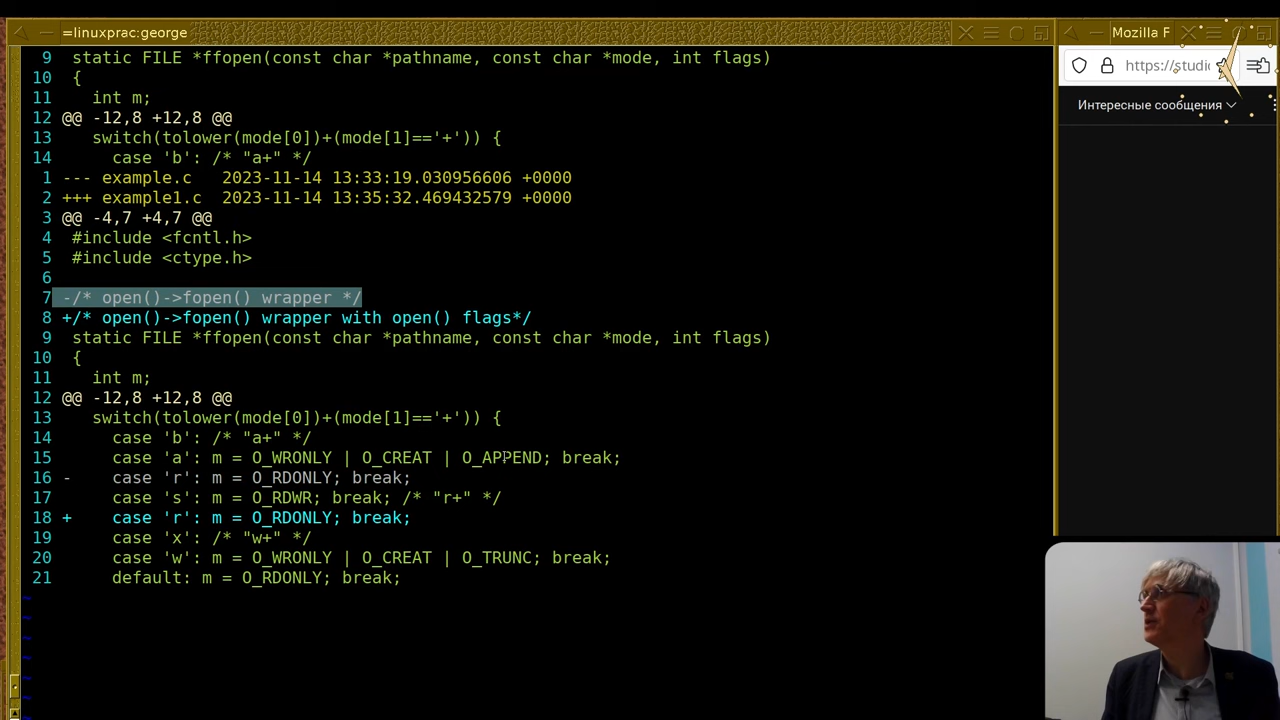 =linuxprac:george
Mozilla F
https://studio
Интересные сообщения
9 static FILE *ffopen(const char *pathname, const char *mode, int flags)
10 {
11 int m;
12 @@ -12,8 +12,8 @@
13 switch(tolower(mode[0])+(mode[1]=='+')) {
14 case 'b': /* "a+" */
1 --- example.c 2023-11-14 13:33:19.030956606 +0000
2 +++ example1.c 2023-11-14 13:35:32.469432579 +0000
3 @@ -4,7 +4,7 @@
4 #include <fcntl.h>
5 #include <ctype.h>
6
7 -/* open()->fopen() wrapper */
8 +/* open()->fopen() wrapper with open() flags*/
9 static FILE *ffopen(const char *pathname, const char *mode, int flags)
10 {
11 int m;
12 @@ -12,8 +12,8 @@
13 switch(tolower(mode[0])+(mode[1]=='+')) {
14 case 'b': /* "a+" */
15 case 'a': m = O_WRONLY | O_CREAT | O_APPEND; break;
16 - case 'r': m = O_RDONLY; break;
17 case 's': m = O_RDWR; break; /* "r+" */
18 + case 'r': m = O_RDONLY; break;
19 case 'x': /* "w+" */
20 case 'w': m = O_WRONLY | O_CREAT | O_TRUNC; break;
21 default: m = O_RDONLY; break;
~
~
~
~
~
~